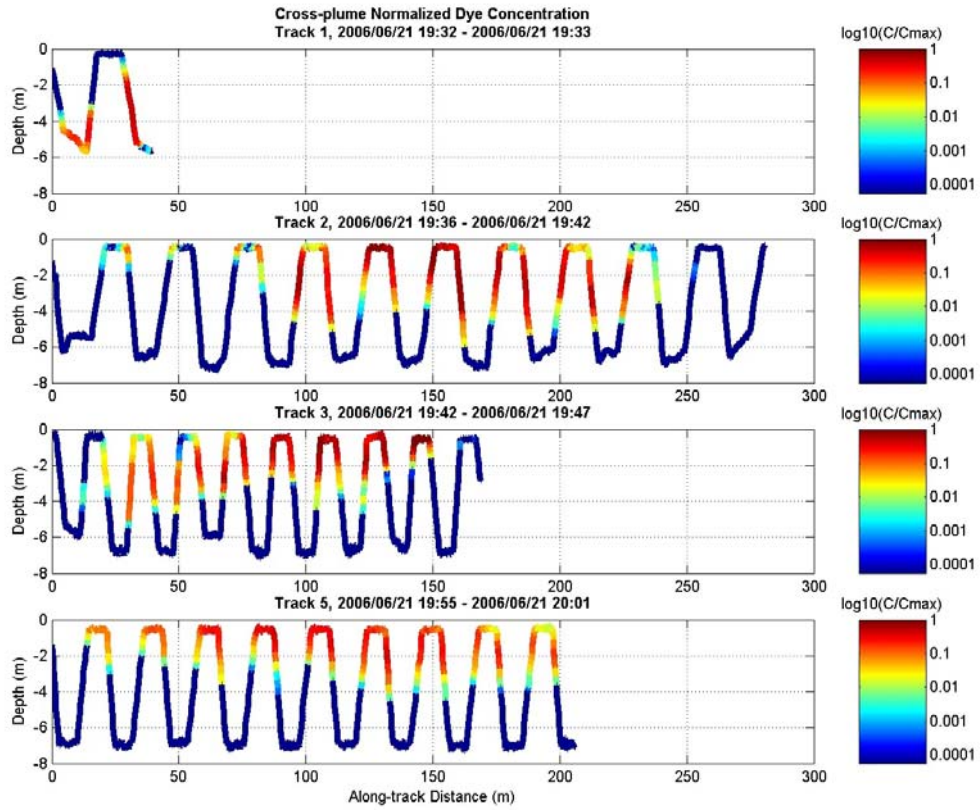 Cross-plume Normalized Dye Concentration
Track 1, 2006/06/21 19:32 - 2006/06/21 19:33
log10(C/Cmax)
0
-2
-4
-6
-8
Depth (m)
0 50 100 150 200 250 300
1
0.1
0.01
0.001
0.0001
Track 2, 2006/06/21 19:36 - 2006/06/21 19:42
log10(C/Cmax)
0
-2
-4
-6
-8
Depth (m)
0 50 100 150 200 250 300
1
0.1
0.01
0.001
0.0001
Track 3, 2006/06/21 19:42 - 2006/06/21 19:47
log10(C/Cmax)
0
-2
-4
-6
-8
Depth (m)
0 50 100 150 200 250 300
1
0.1
0.01
0.001
0.0001
Track 5, 2006/06/21 19:55 - 2006/06/21 20:01
log10(C/Cmax)
0
-2
-4
-6
-8
Depth (m)
0 50 100 150 200 250 300
1
0.1
0.01
0.001
0.0001
Along-track Distance (m)